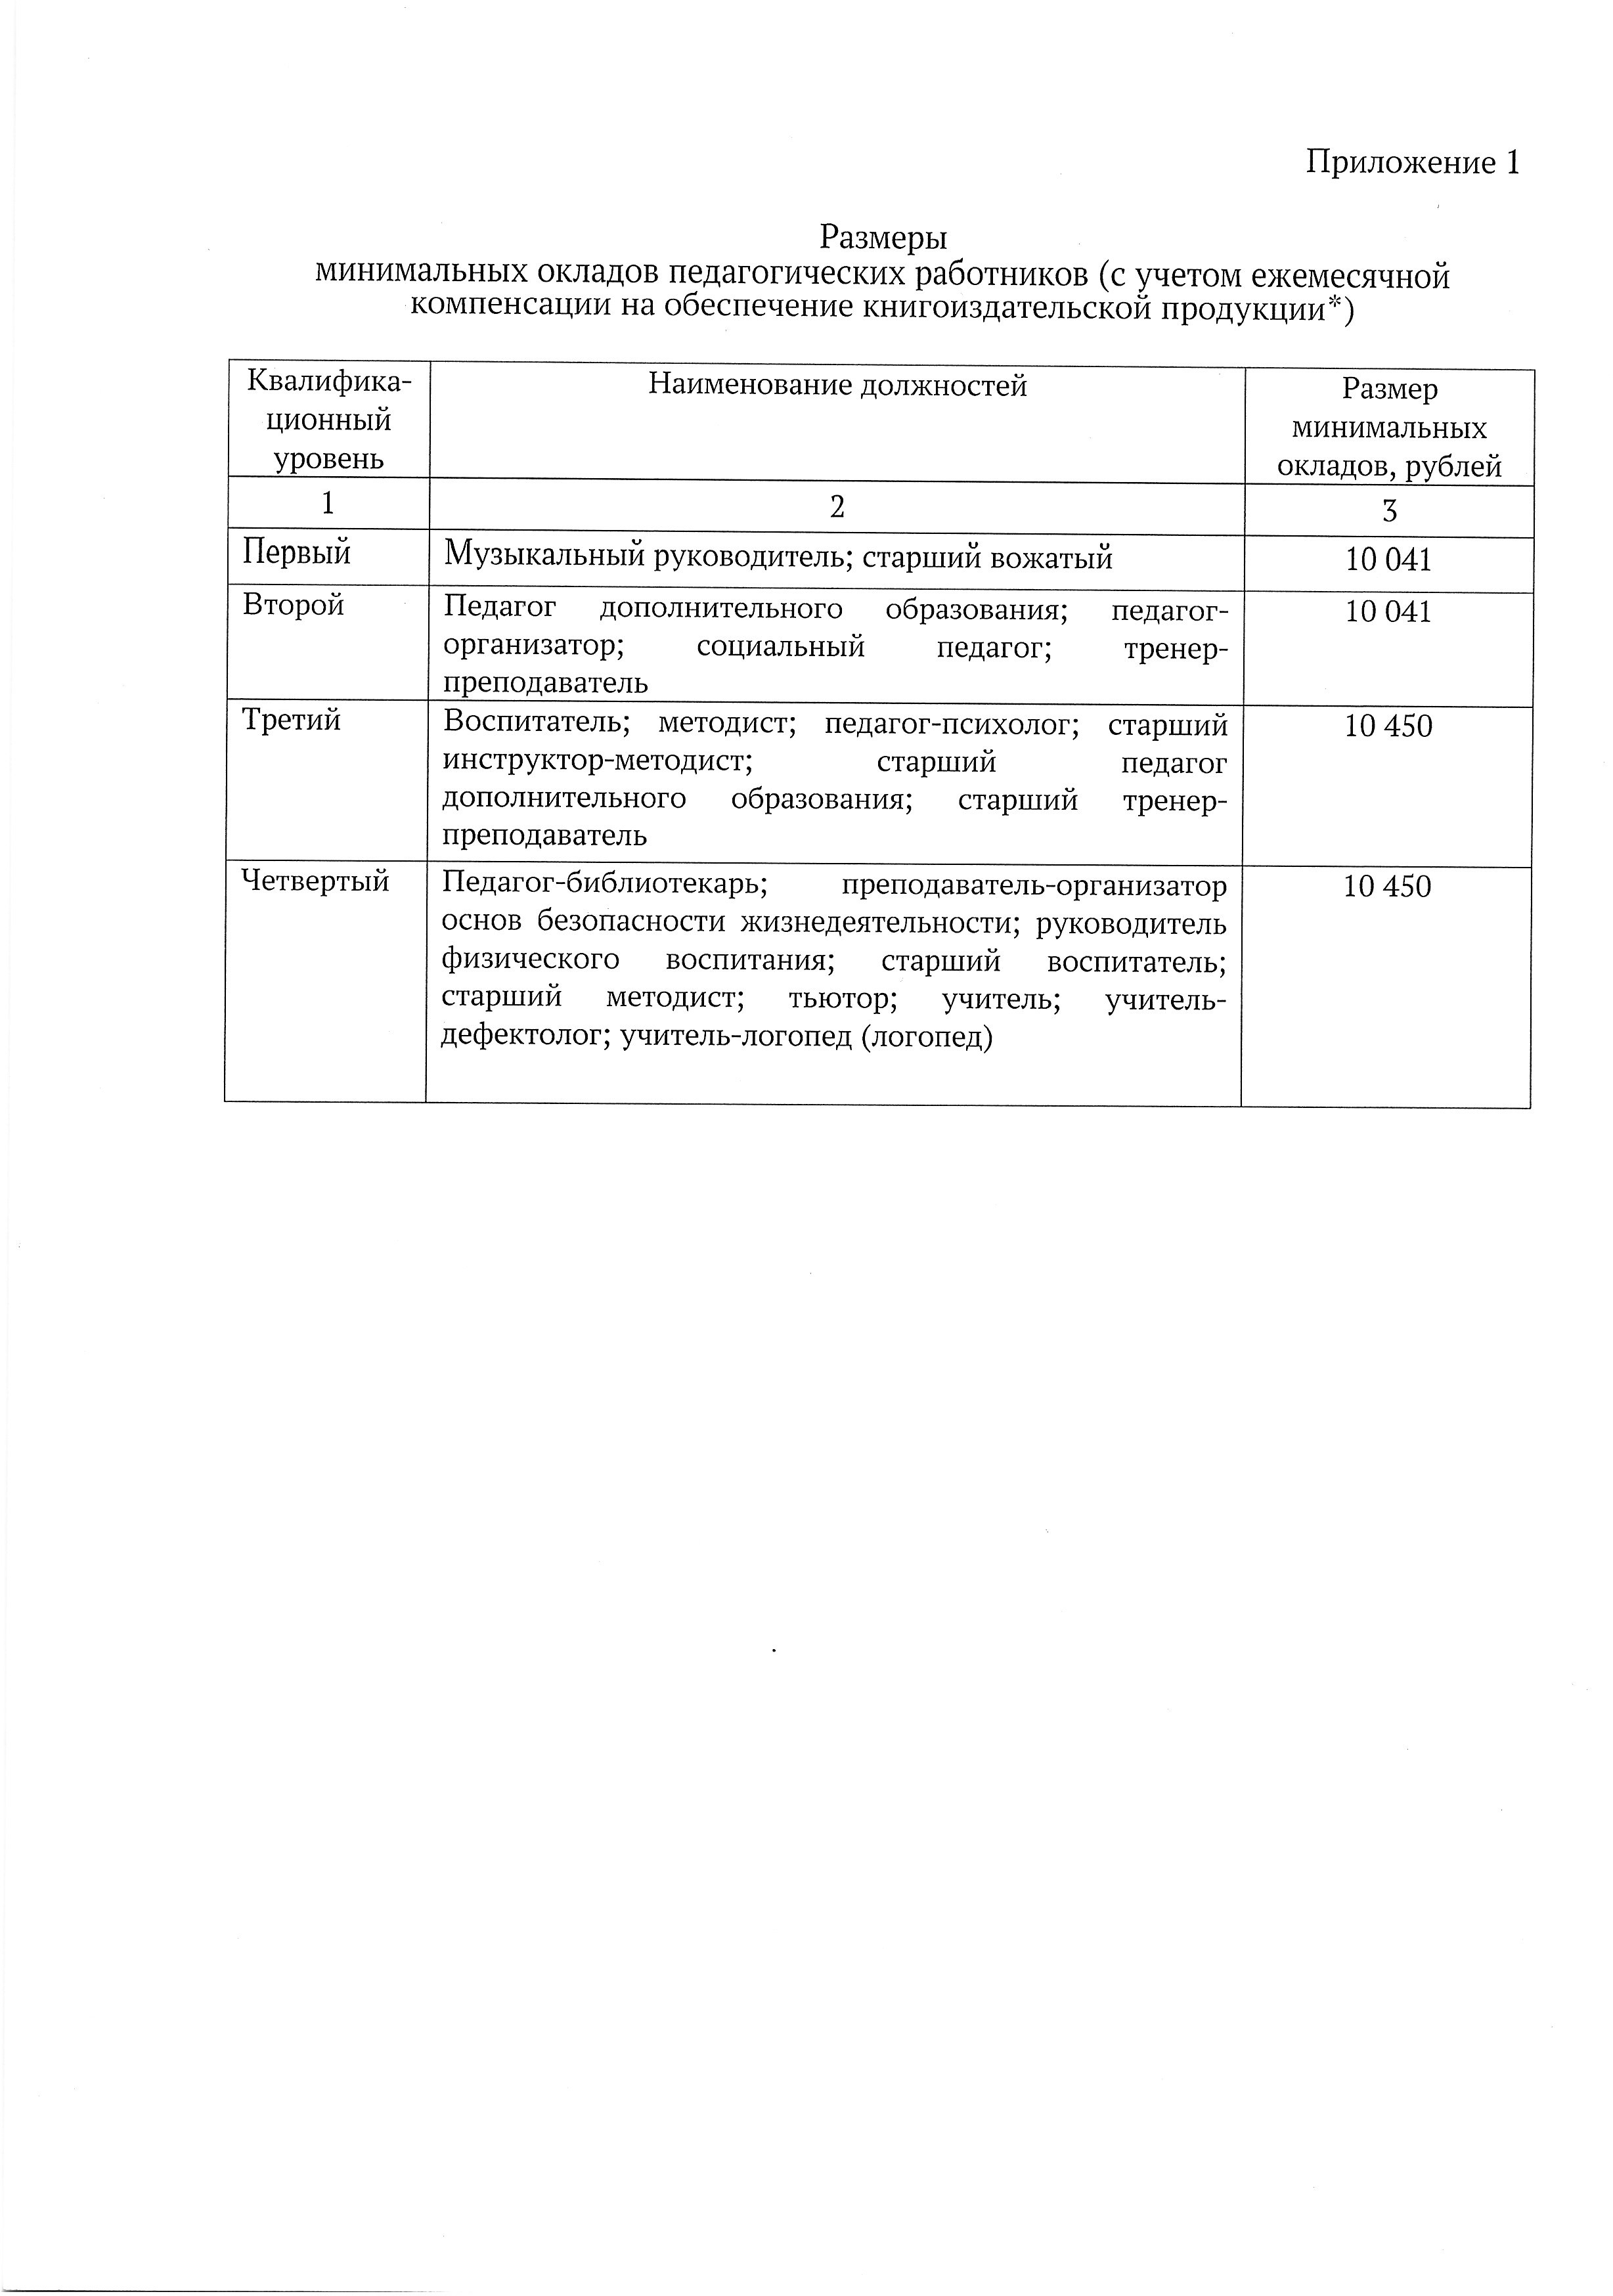 Приложение 1
Размеры
минимальных окладов педагогических работников (с учетом ежемесячной
компенсации на обеспечение книгоиздательской продукции*)
Квалифика-
ционный
уровень
Наименование должностей
Размер
минимальных
окладов, рублей
1
2
3
Первый
Музыкальный руководитель; старший вожатый
10 041
Второй
Педагог дополнительного образования; педагог-
организатор; социальный педагог; тренер-
преподаватель
10 041
Третий
Воспитатель; методист; педагог-психолог; старший
инструктор-методист; старший педагог
дополнительного образования; старший тренер-
преподаватель
10 450
Четвертый
Педагог-библиотекарь; преподаватель-организатор
основ безопасности жизнедеятельности; руководитель
физического воспитания; старший воспитатель;
старший методист; тьютор; учитель; учитель-
дефектолог; учитель-логопед (логопед)
10 450